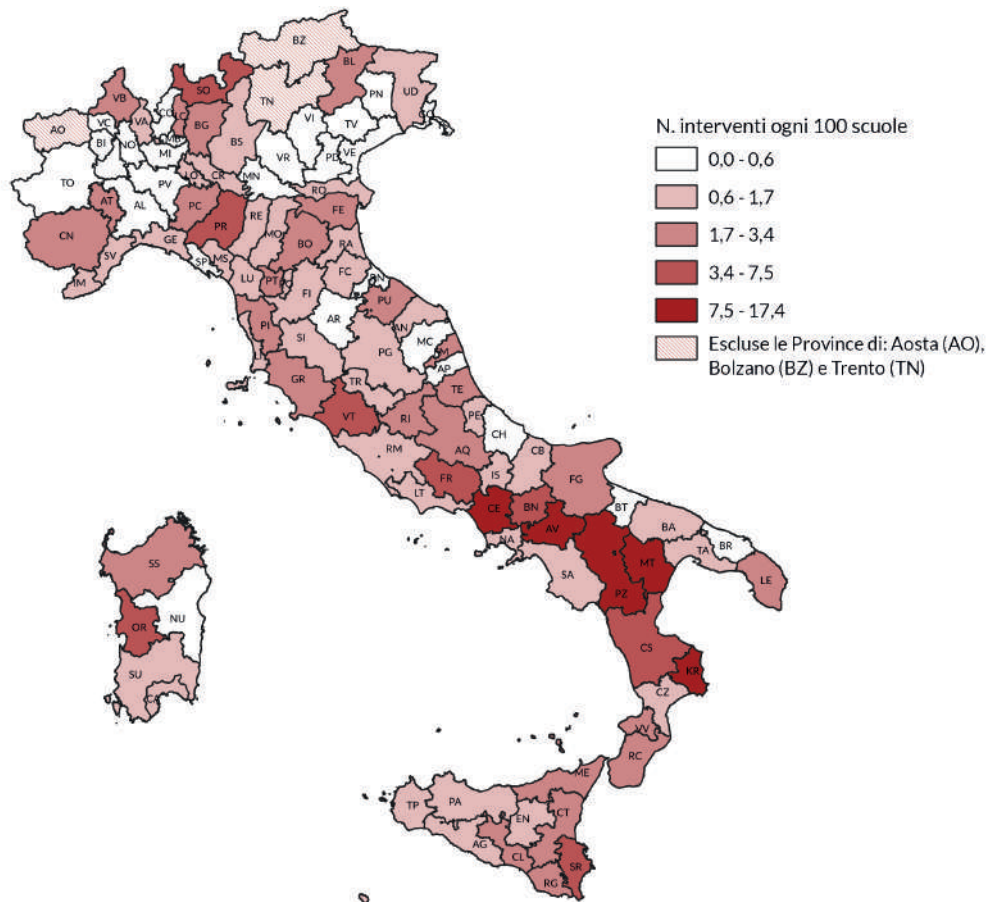 BZ
BL
SO
PN
UD
VB
TN
CO
VI
TV
VC
VA
BG
AO
MB
BS
BI
NO
MI
VR
PD
VE
TO
PV
LO
CR
MN
AT
AL
PC
RO
CN
PR
RE
FE
GE
MO
BO
SV
MS
RA
SP
IM
LU
PT
FC
FI
PU
PI
AR
AN
SI
MC
PG
AP
GR
TR
TE
VT
RI
PE
CH
AQ
RM
CB
FR
IS
FG
LT
CE
BN
BT
BA
NA
AV
BR
TA
SA
MT
LE
PZ
SS
NU
OR
CS
SU
KR
CA
CZ
VV
RC
ME
TP
PA
EN
CT
AG
CL
SR
RG
N. interventi ogni 100 scuole
0,0 - 0,6
0,6 - 1,7
1,7 - 3,4
3,4 - 7,5
7,5 - 17,4
Escluse le Province di: Aosta (AO),
Bolzano (BZ) e Trento (TN)